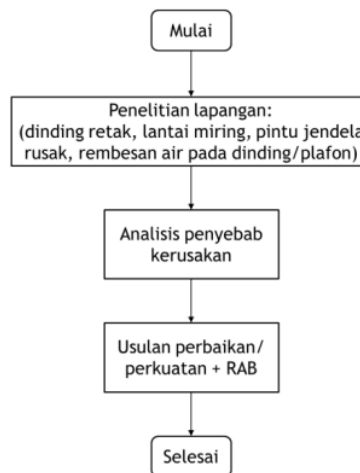 Mulai
Penelitian lapangan:
(dinding retak, lantai miring, pintu jendela
rusak, rembesan air pada dinding/plafon)
Analisis penyebab
kerusakan
Usulan perbaikan/
perkuatan + RAB
Selesai